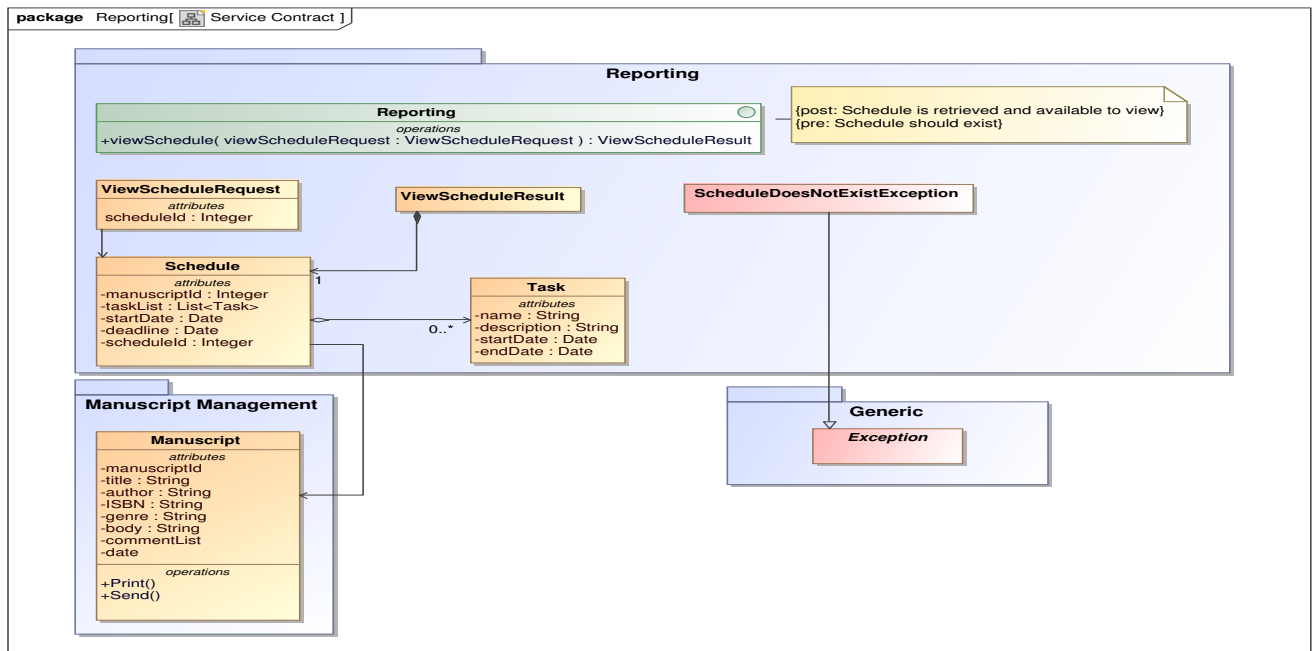 package Reporting[ Service Contract ]
Reporting
Reporting
operations
+viewSchedule( viewScheduleRequest : ViewScheduleRequest ) : ViewScheduleResult
{post: Schedule is retrieved and available to view}
{pre: Schedule should exist}
ViewScheduleRequest
attributes
scheduleId : Integer
ViewScheduleResult
ScheduleDoesNotExistException
Schedule
attributes
-manuscriptId : Integer
-taskList : List<Task>
-startDate : Date
-deadline : Date
-scheduleId : Integer
1
0..*
Task
attributes
-name : String
-description : String
-startDate : Date
-endDate : Date
Manuscript Management
Manuscript
attributes
-manuscriptId
-title : String
-author : String
-ISBN : String
-genre : String
-body : String
-commentList
-date
operations
+Print()
+Send()
Generic
Exception